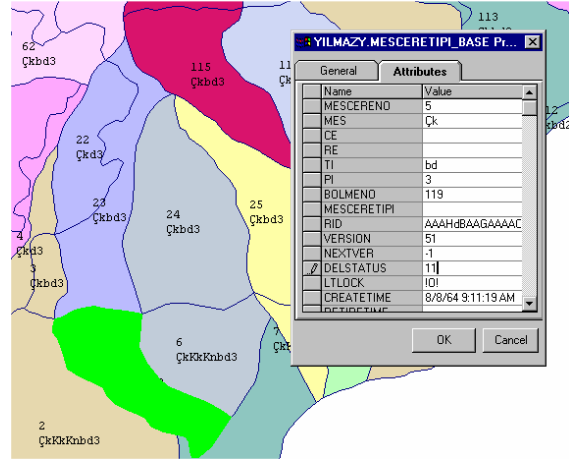 62
Çkbd3
22
Çkd3
23
Çkbd3
4
Çkd3
3
Çkbd3
115
Çkbd3
24
Çkbd3
25
Çkbd3
6
ÇkKkKnbd3
2
ÇkKkKnbd3
7
113
YILMAZY.MESCERETIPI_BASE Pr...
General
Attributes
Name Value
MESCERENO 5
MES Çk
CE
RE
TI bd
PI 3
BOLMENO 119
MESCERETIPI
RID AAAHdBAAGAAAAC
VERSION 51
NEXTVER -1
DELSTATUS 11
LTLOCK !O!
CREATETIME 8/8/64 9:11:19 AM
RETIRETIME
OK
Cancel